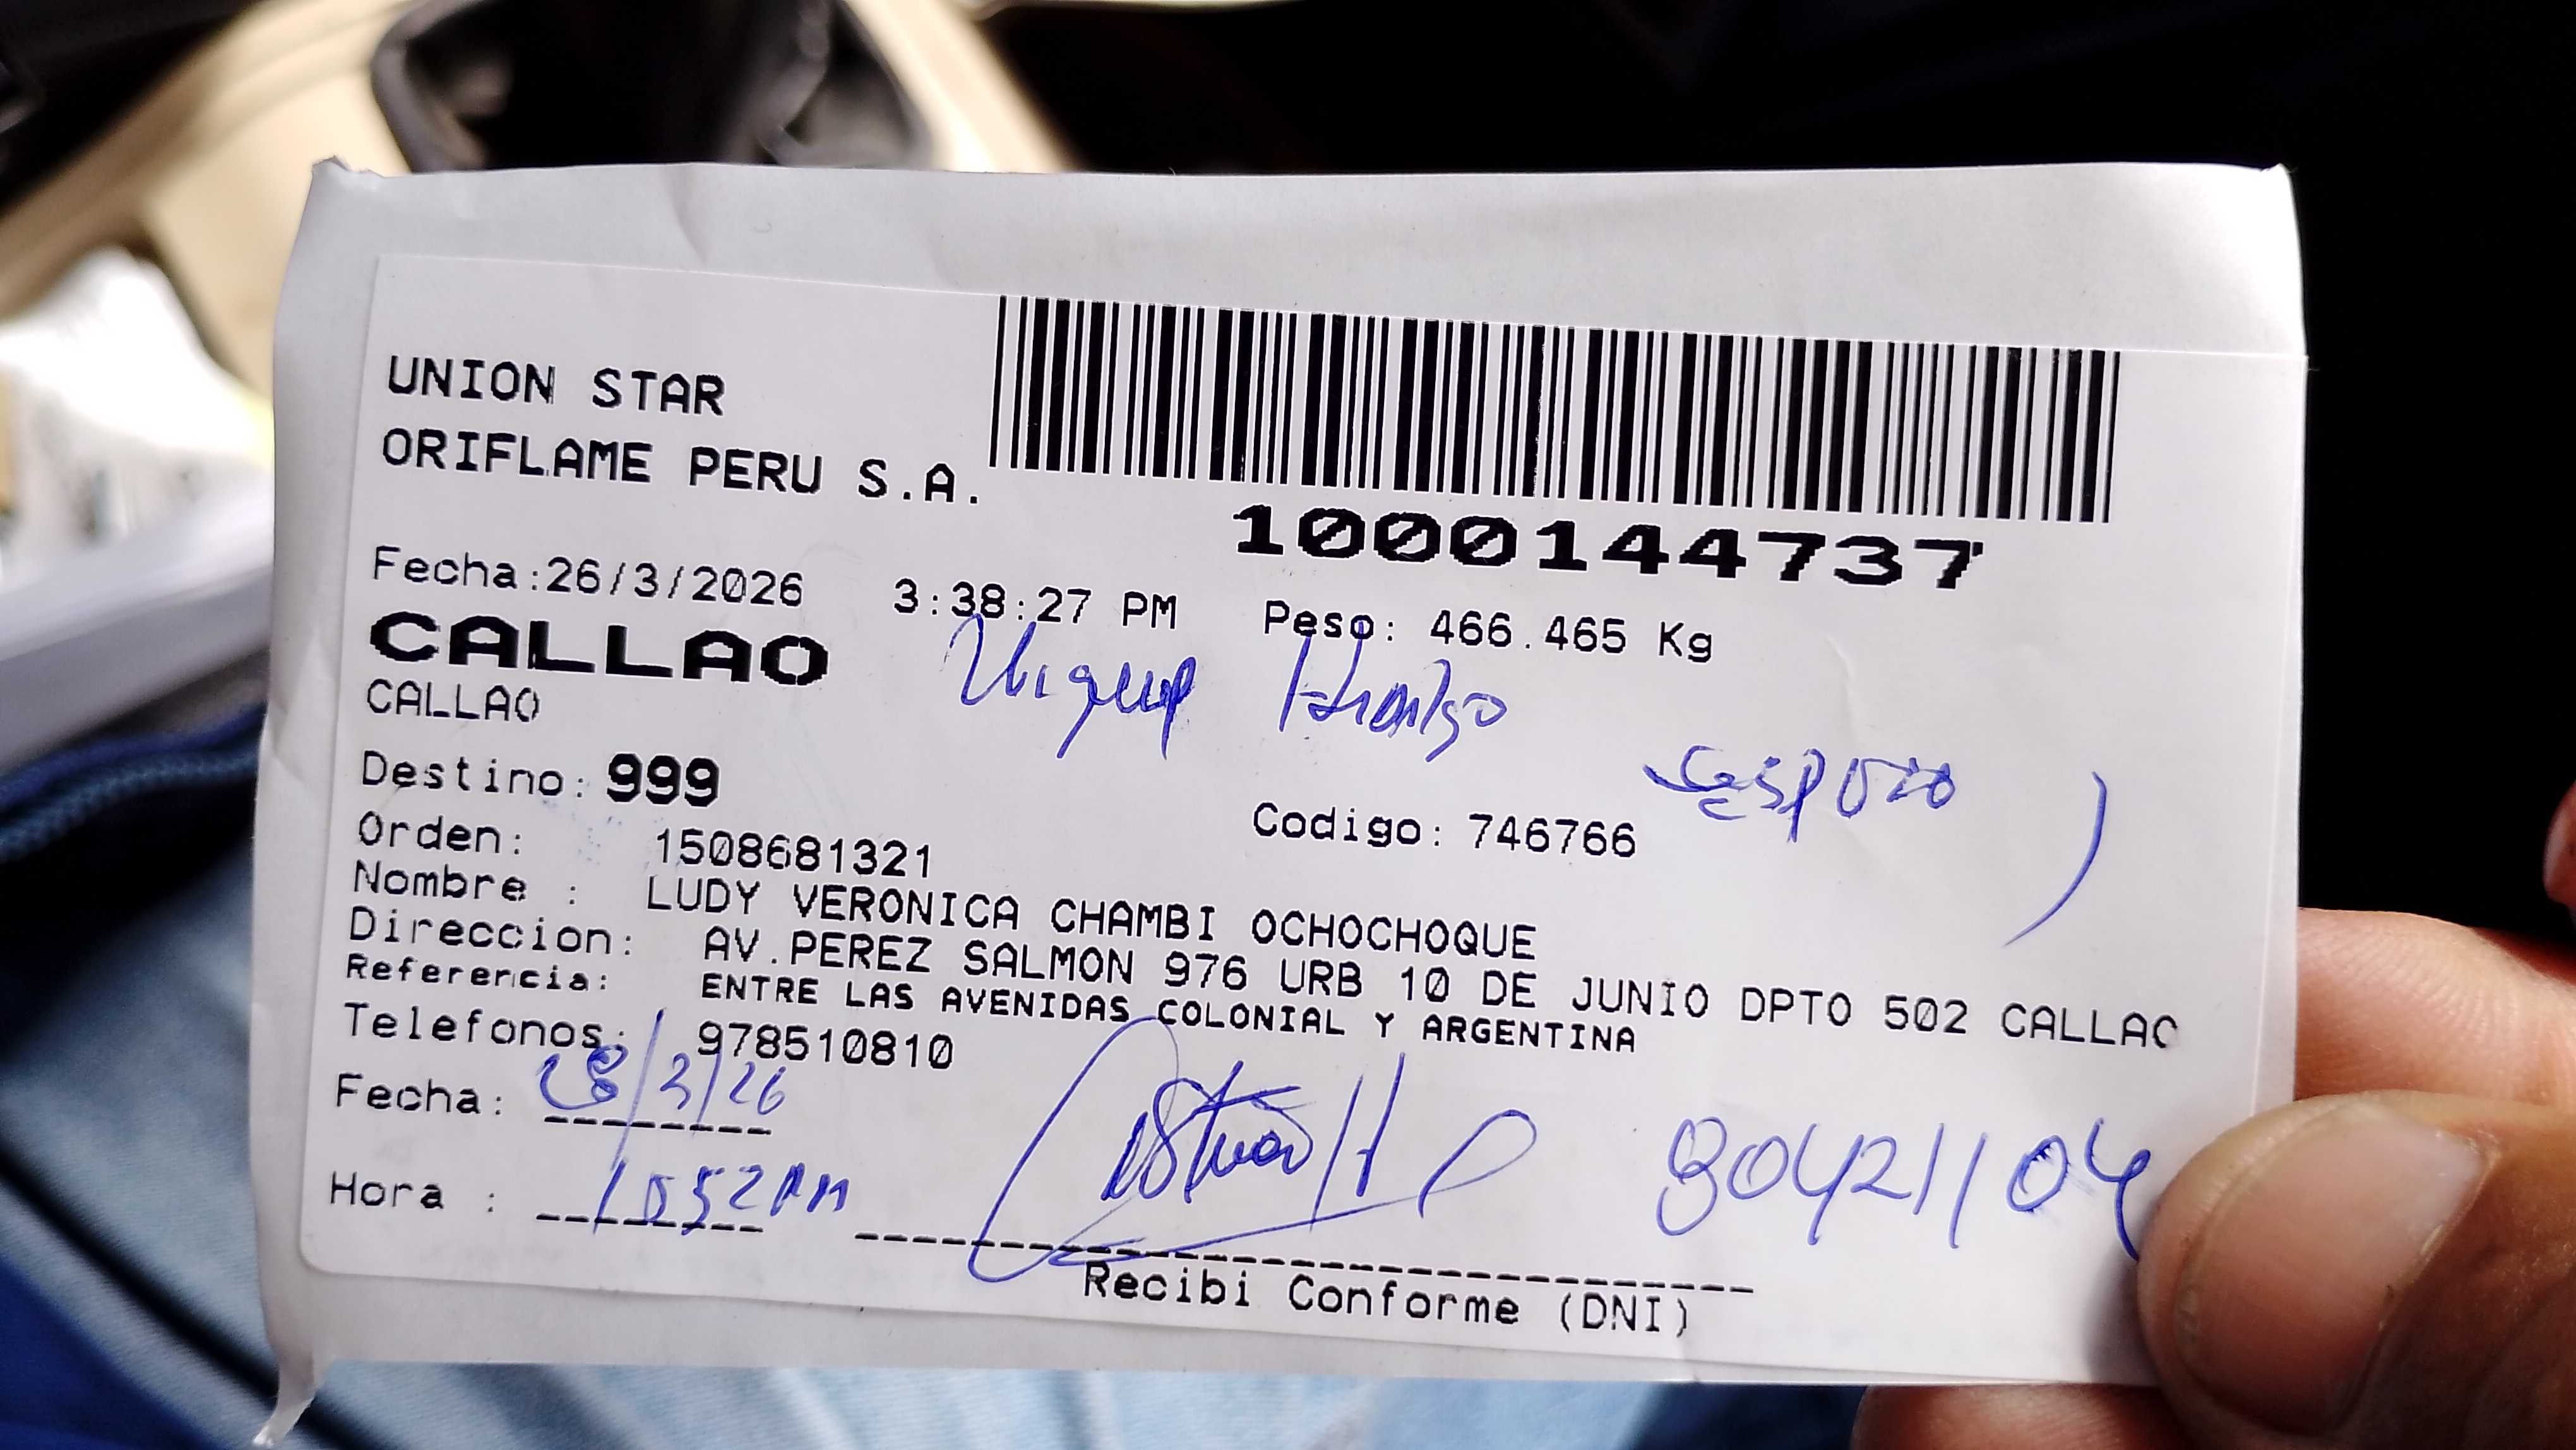 UNION STAR
ORIFLAME PERU S.A.
1000144737
Fecha:26/3/2026 3:38:27 PM Peso: 466.465 Kg
CALLAO
CALLAO
Destino: 999
Esposo
Orden: 1508681321 Codigo: 746766
Nombre : LUDY VERONICA CHAMBI OCHOCHOQUE
Direccion: AV.PEREZ SALMON 976 URB 10 DE JUNIO DPTO 502 CALLAO
Referencia: ENTRE LAS AVENIDAS COLONIAL Y ARGENTINA
Telefonos: 978510810
Fecha: 28/3/26
Hora :
Recibi Conforme (DNI)